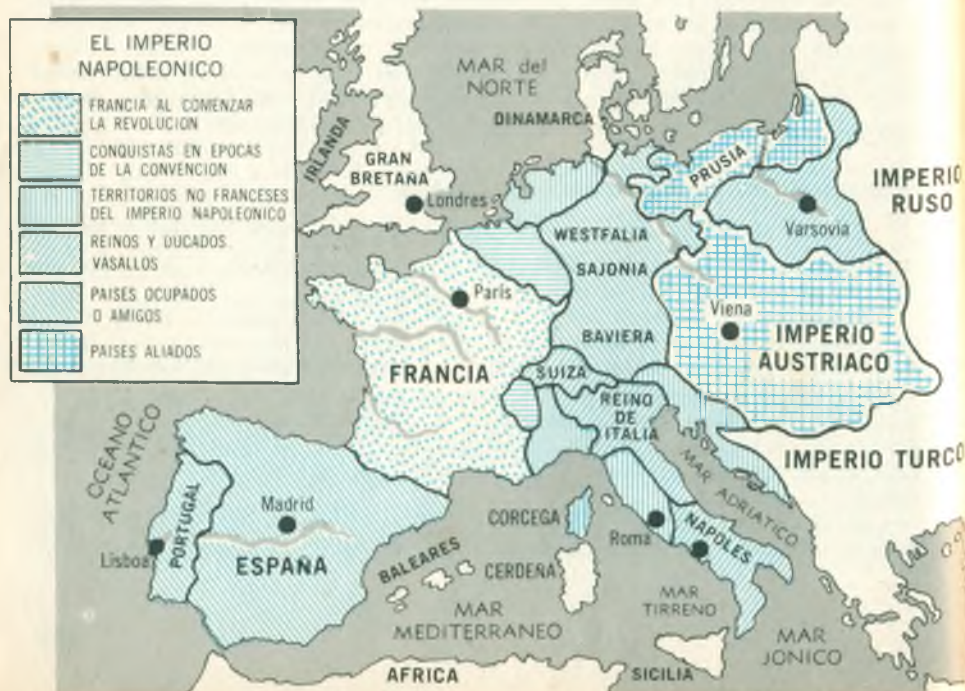 EL IMPERIO
NAPOLEONICO
FRANCIA AL COMENZAR
LA REVOLUCION
CONQUISTAS EN EPOCAS
DE LA CONVENCION
TERRITORIOS NO FRANCESES
DEL IMPERIO NAPOLEONICO
REINOS Y DUCADOS
VASALLOS
PAISES OCUPADOS
O AMIGOS
PAISES ALIADOS
MAR del
NORTE
DINAMARCA
IRLANDA
GRAN
BRETAÑA
Londres
PRUSIA
IMPERIO
RUSO
Varsovia
WESTFALIA
SAJONIA
París
Viena
BAVIERA
IMPERIO
AUSTRIACO
FRANCIA
SUIZA
REINO
DE
ITALIA
IMPERIO TURCO
OCEANO
ATLANTICO
MAR ADRIATICO
PORTUGAL
Madrid
CORCEGA
Roma
NAPOLES
Lisboa
ESPAÑA
BALEARES
CERDEÑA
MAR
TIRRENO
MAR
MEDITERRANEO
MAR
JONICO
AFRICA
SICILIA